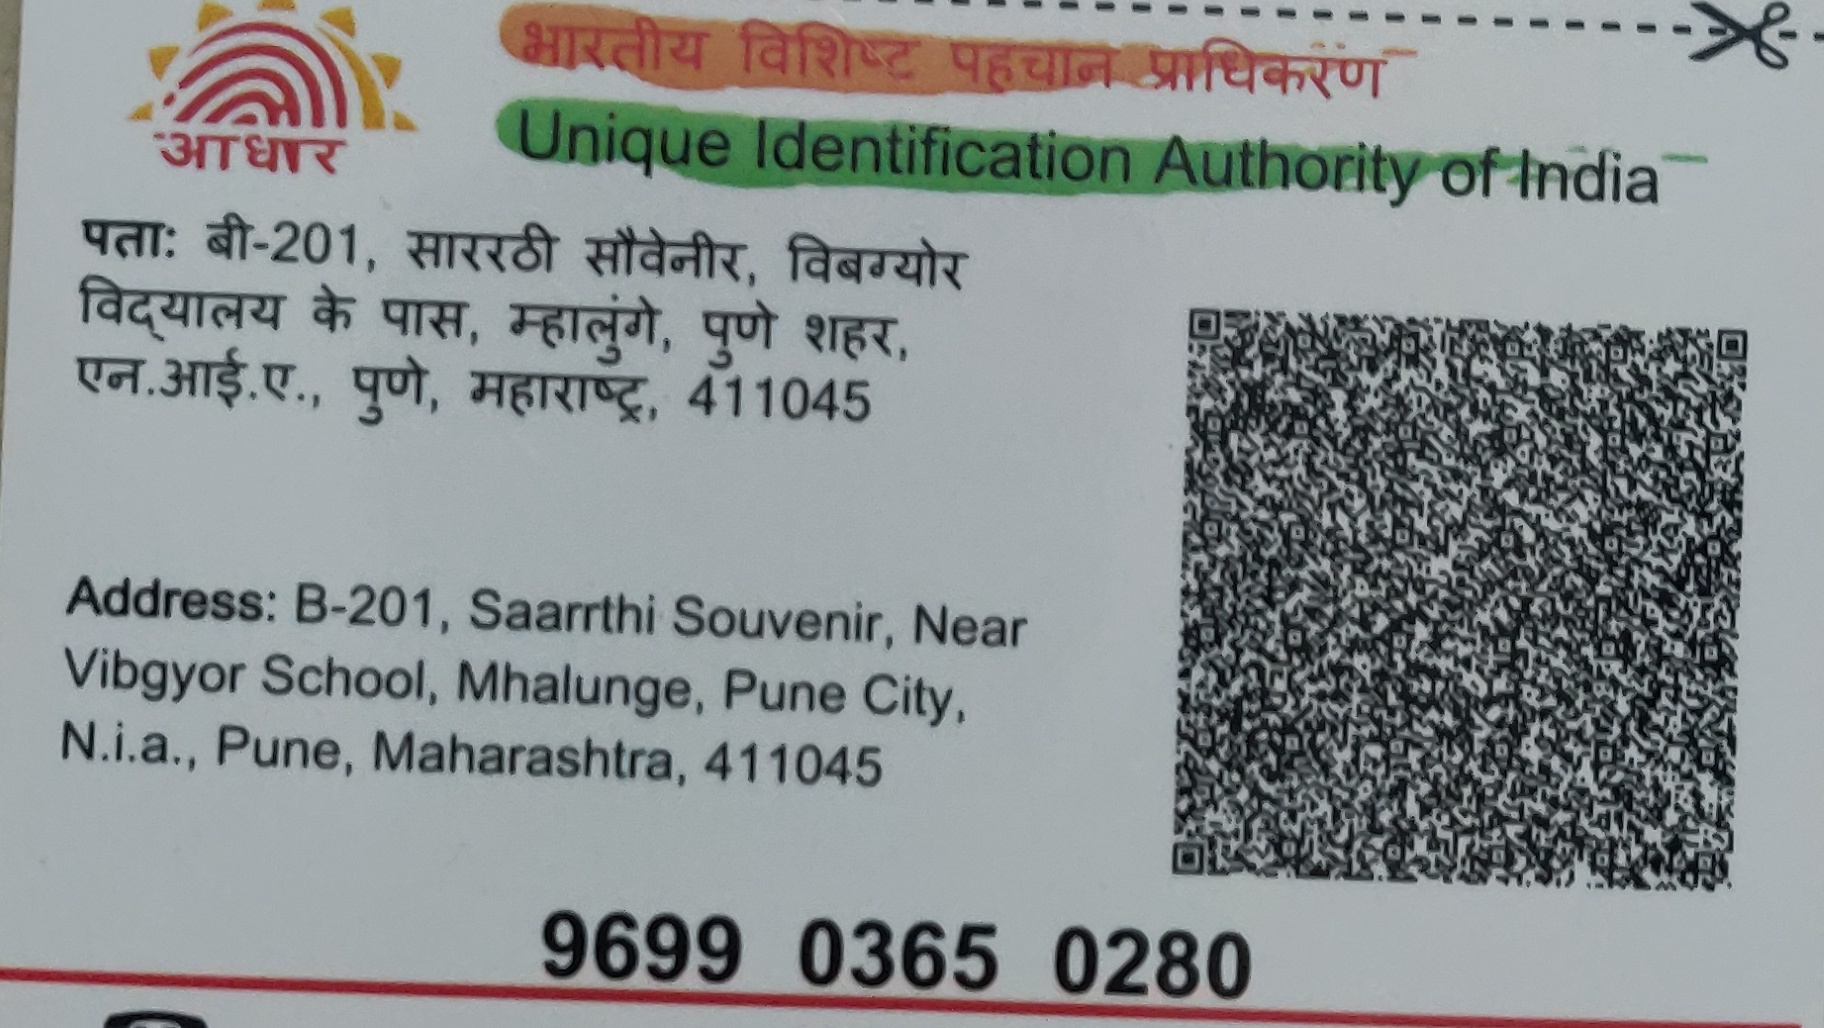 भारतीय विशिष्ट पहचान प्राधिकरण
Unique Identification Authority of India
आधार
पता: बी-201, साररठी सौवेनीर, विबग्योर
विद्यालय के पास, म्हालुंगे, पुणे शहर,
एन.आई.ए., पुणे, महाराष्ट्र, 411045
Address: B-201, Saarrthi Souvenir, Near
Vibgyor School, Mhalunge, Pune City,
N.i.a., Pune, Maharashtra, 411045
9699 0365 0280